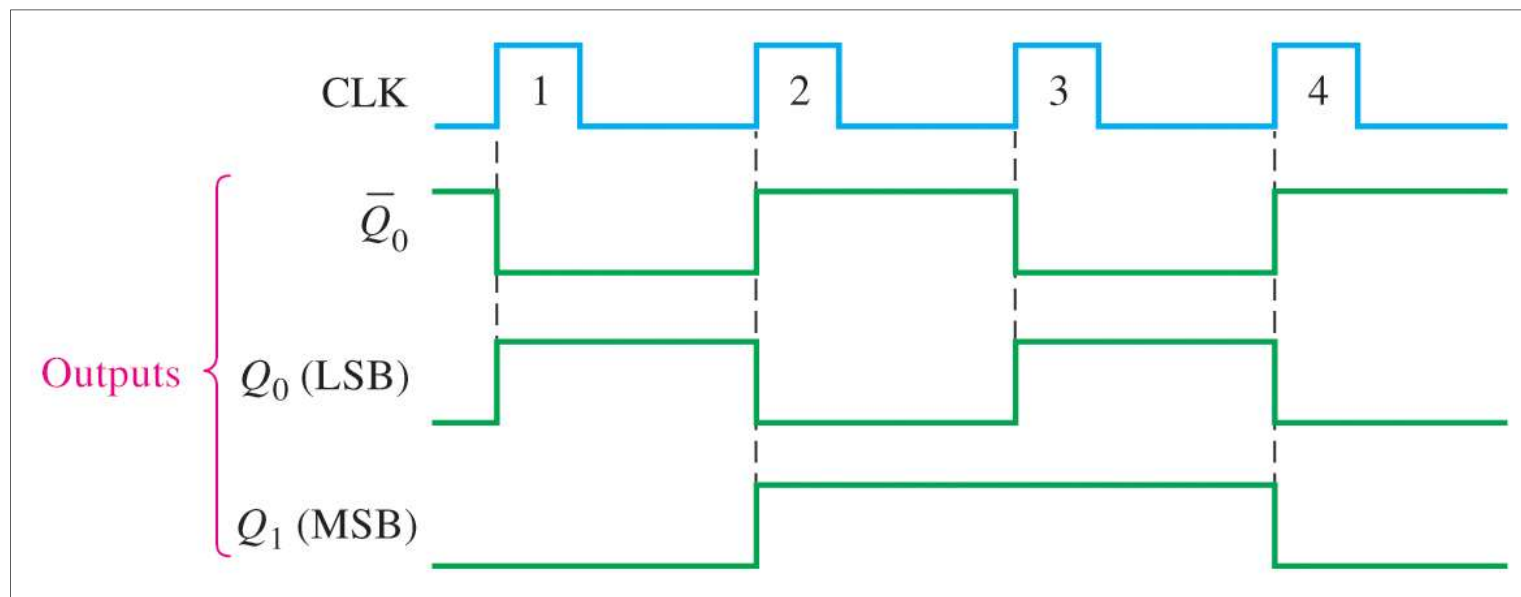 CLK
1
2
3
4
Q̅₀
Outputs
Q₀ (LSB)
Q₁ (MSB)